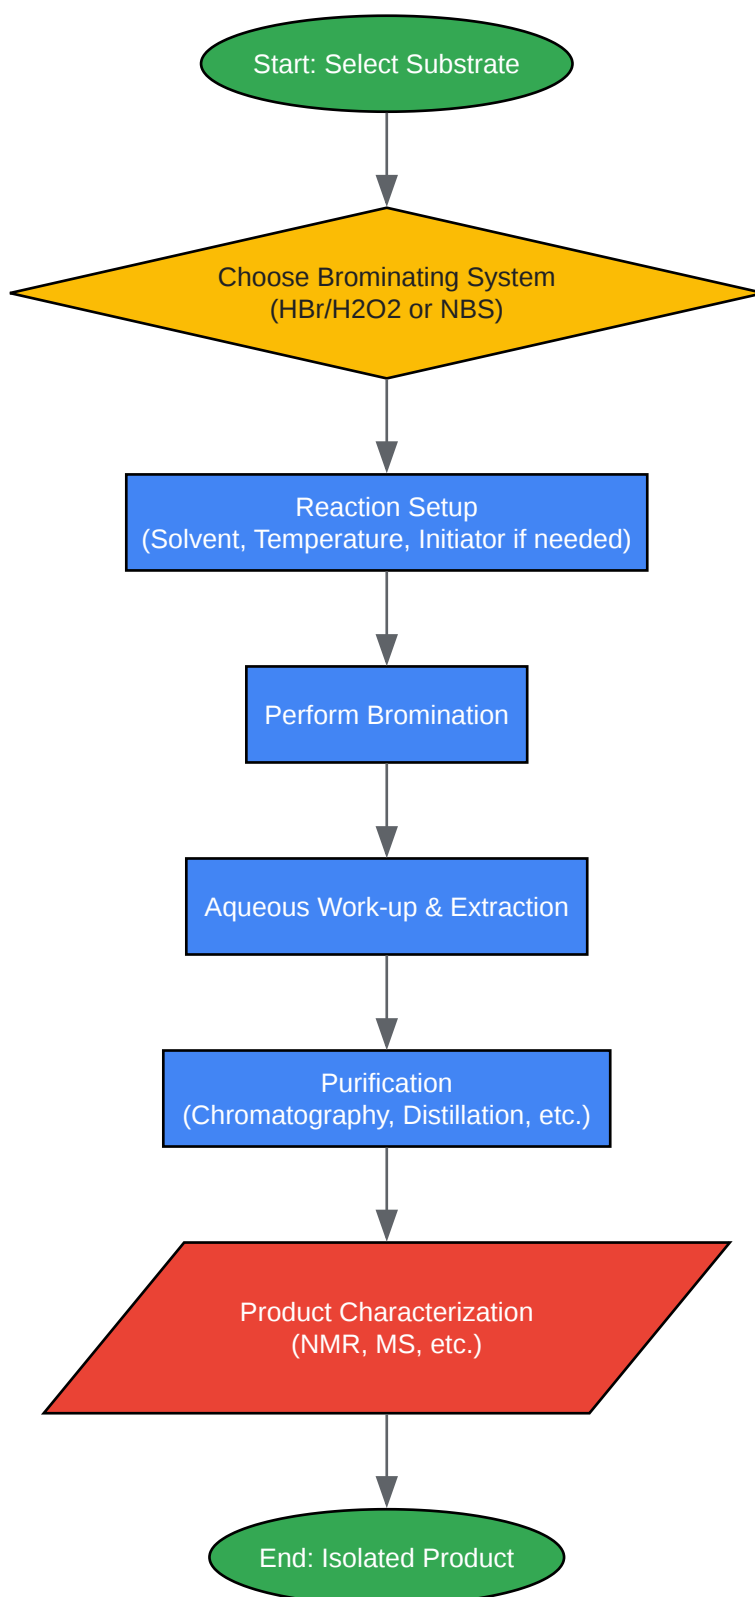 Start: Select Substrate
Choose Brominating System
(HBr/H2O2 or NBS)
Reaction Setup
(Solvent, Temperature, Initiator if needed)
Perform Bromination
Aqueous Work-up & Extraction
Purification
(Chromatography, Distillation, etc.)
Product Characterization
(NMR, MS, etc.)
End: Isolated Product